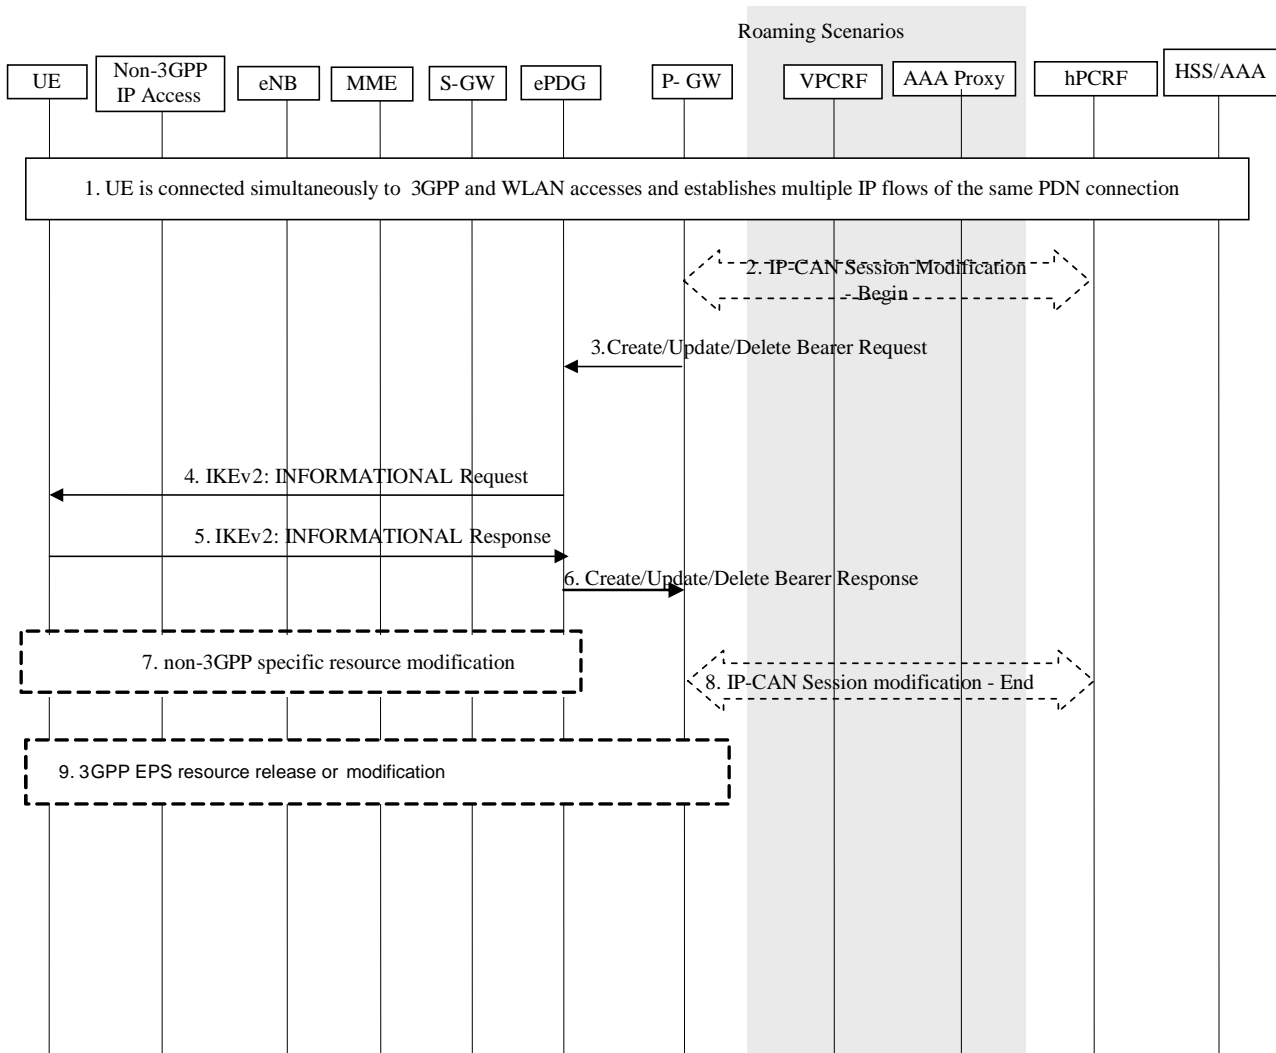 Roaming Scenarios
UE
Non-3GPP
IP Access
eNB
MME
S-GW
ePDG
P- GW
VPCRF
AAA Proxy
hPCRF
HSS/AAA
1. UE is connected simultaneously to 3GPP and WLAN accesses and establishes multiple IP flows of the same PDN connection
2. IP-CAN Session Modification
- Begin
3.Create/Update/Delete Bearer Request
4. IKEv2: INFORMATIONAL Request
5. IKEv2: INFORMATIONAL Response
6. Create/Update/Delete Bearer Response
7. non-3GPP specific resource modification
8. IP-CAN Session modification - End
9. 3GPP EPS resource release or modification